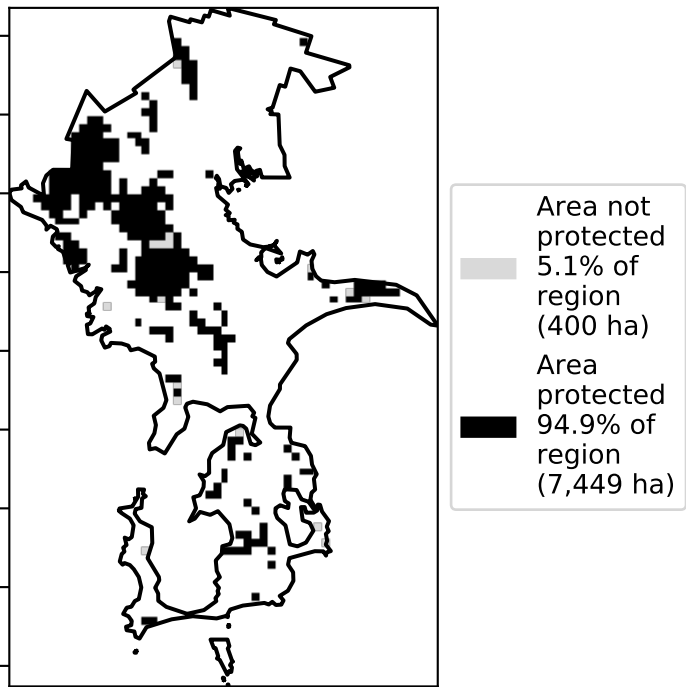 Area not
protected
5.1% of
region
(400 ha)
Area
protected
94.9% of
region
(7,449 ha)